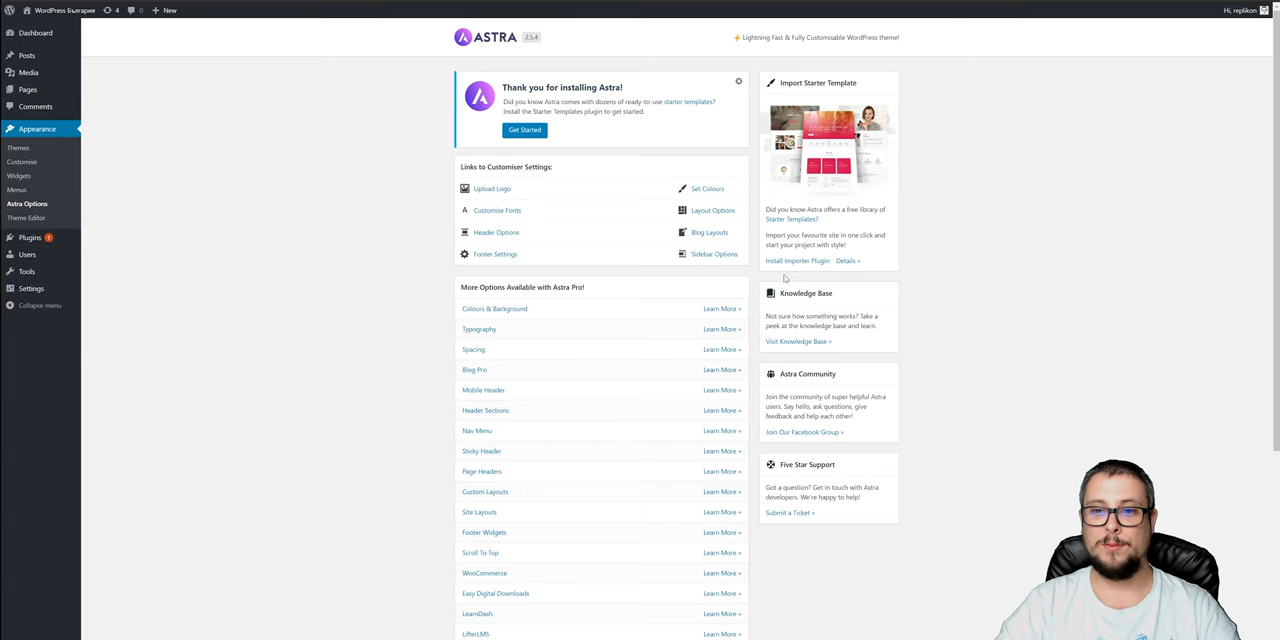 WordPress България
4
0
New
Hi, replikon
Dashboard
Posts
Media
Pages
Comments
Appearance
Themes
Customise
Widgets
Menus
Astra Options
Theme Editor
Plugins 1
Users
Tools
Settings
Collapse menu
ASTRA 2.5.4
Lightning Fast & Fully Customisable WordPress theme!
Thank you for installing Astra!
Did you know Astra comes with dozens of ready-to-use starter templates?
Install the Starter Templates plugin to get started.
Get Started
Links to Customiser Settings:
Upload Logo
Set Colours
A Customise Fonts
Layout Options
Header Options
Blog Layouts
Footer Settings
Sidebar Options
More Options Available with Astra Pro!
Colours & Background Learn More »
Typography Learn More »
Spacing Learn More »
Blog Pro Learn More »
Mobile Header Learn More »
Header Sections Learn More »
Nav Menu Learn More »
Sticky Header Learn More »
Page Headers Learn More »
Custom Layouts Learn More »
Site Layouts Learn More »
Footer Widgets Learn More »
Scroll To Top Learn More »
WooCommerce Learn More »
Easy Digital Downloads Learn More »
LearnDash Learn More »
LifterLMS Learn More »
Import Starter Template
Did you know Astra offers a free library of
Starter Templates?
Import your favourite site in one click and
start your project with style!
Install Importer Plugin Details »
Knowledge Base
Not sure how something works? Take a
peek at the knowledge base and learn.
Visit Knowledge Base »
Astra Community
Join the community of super helpful Astra
users. Say hello, ask questions, give
feedback and help each other!
Join Our Facebook Group »
Five Star Support
Got a question? Get in touch with Astra
developers. We're happy to help!
Submit a Ticket »